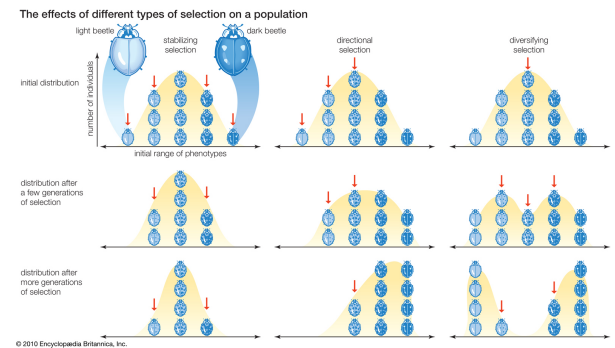 The effects of different types of selection on a population
light beetle
stabilizing
selection
dark beetle
directional
selection
diversifying
selection
initial distribution
number of individuals
initial range of phenotypes
distribution after
a few generations
of selection
distribution after
more generations
of selection
© 2010 Encyclopædia Britannica, Inc.